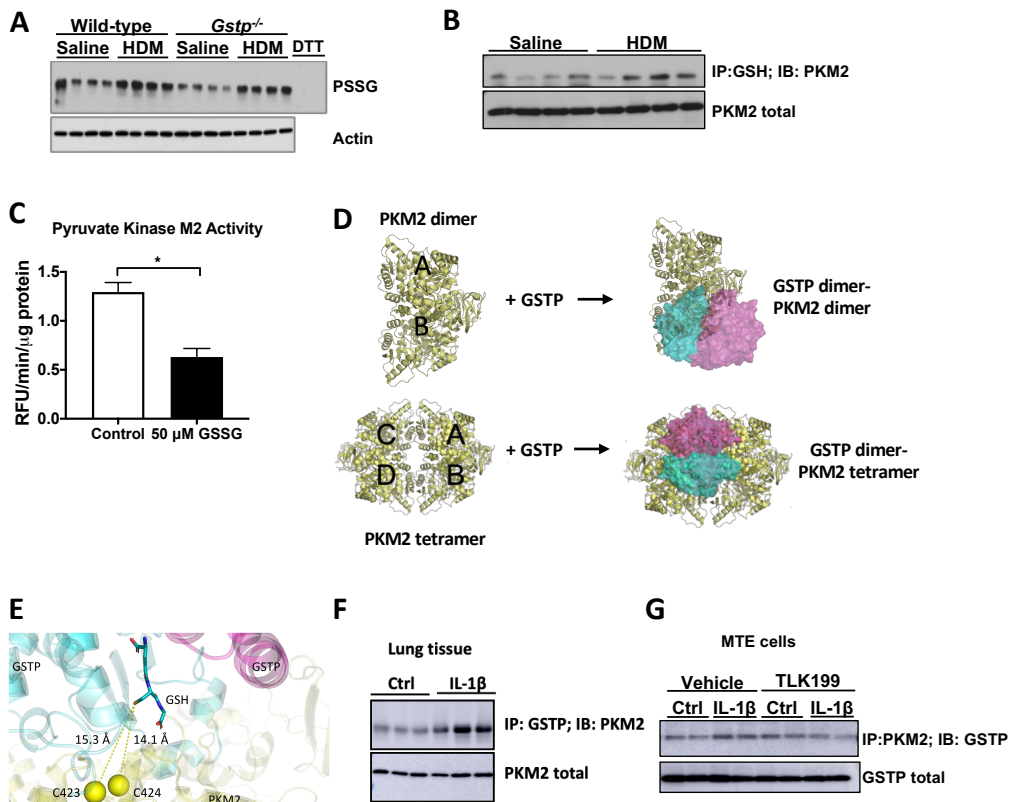 A
Wild-type Gstp-/-
Saline HDM Saline HDM DTT
PSSG
Actin
B
Saline HDM
IP:GSH; IB: PKM2
PKM2 total
C
Pyruvate Kinase M2 Activity
RFU/min/µg protein
1.5
1.0
0.5
0.0
*
Control 50 µM GSSG
D
PKM2 dimer
A
B
+ GSTP
GSTP dimer-
PKM2 dimer
C A
D B
+ GSTP
GSTP dimer-
PKM2 tetramer
PKM2 tetramer
E
GSTP
GSTP
GSH
15.3 Å 14.1 Å
C423 C424 PKM2
F
Lung tissue
Ctrl IL-1β
IP: GSTP; IB: PKM2
PKM2 total
G
MTE cells
Vehicle TLK199
Ctrl IL-1β Ctrl IL-1β
IP:PKM2; IB: GSTP
GSTP total